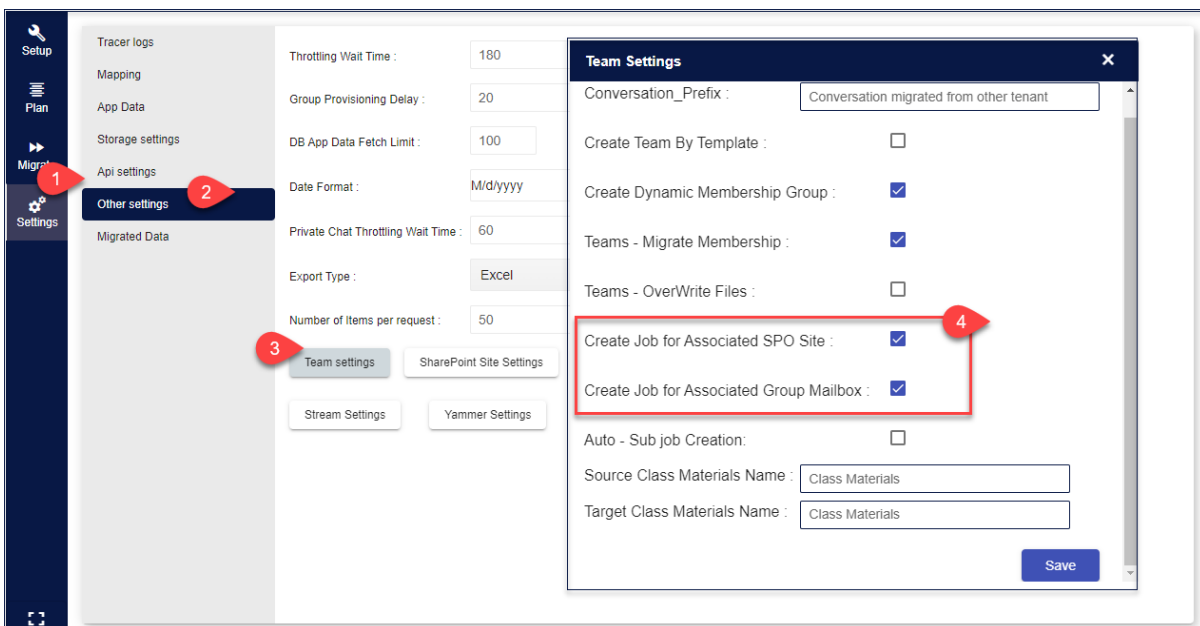 Setup
Plan
Migrate
1
Settings
Tracer logs
Mapping
App Data
Storage settings
Api settings
2
Other settings
Migrated Data
Throttling Wait Time : 180
Group Provisioning Delay : 20
DB App Data Fetch Limit : 100
Date Format : M/d/yyyy
Private Chat Throttling Wait Time : 60
Export Type : Excel
Number of Items per request : 50
3
Team settings SharePoint Site Settings
Stream Settings Yammer Settings
Team Settings ×
Conversation_Prefix : Conversation migrated from other tenant
Create Team By Template :
Create Dynamic Membership Group :
Teams - Migrate Membership :
Teams - OverWrite Files :
4
Create Job for Associated SPO Site :
Create Job for Associated Group Mailbox :
Auto - Sub job Creation:
Source Class Materials Name : Class Materials
Target Class Materials Name : Class Materials
Save